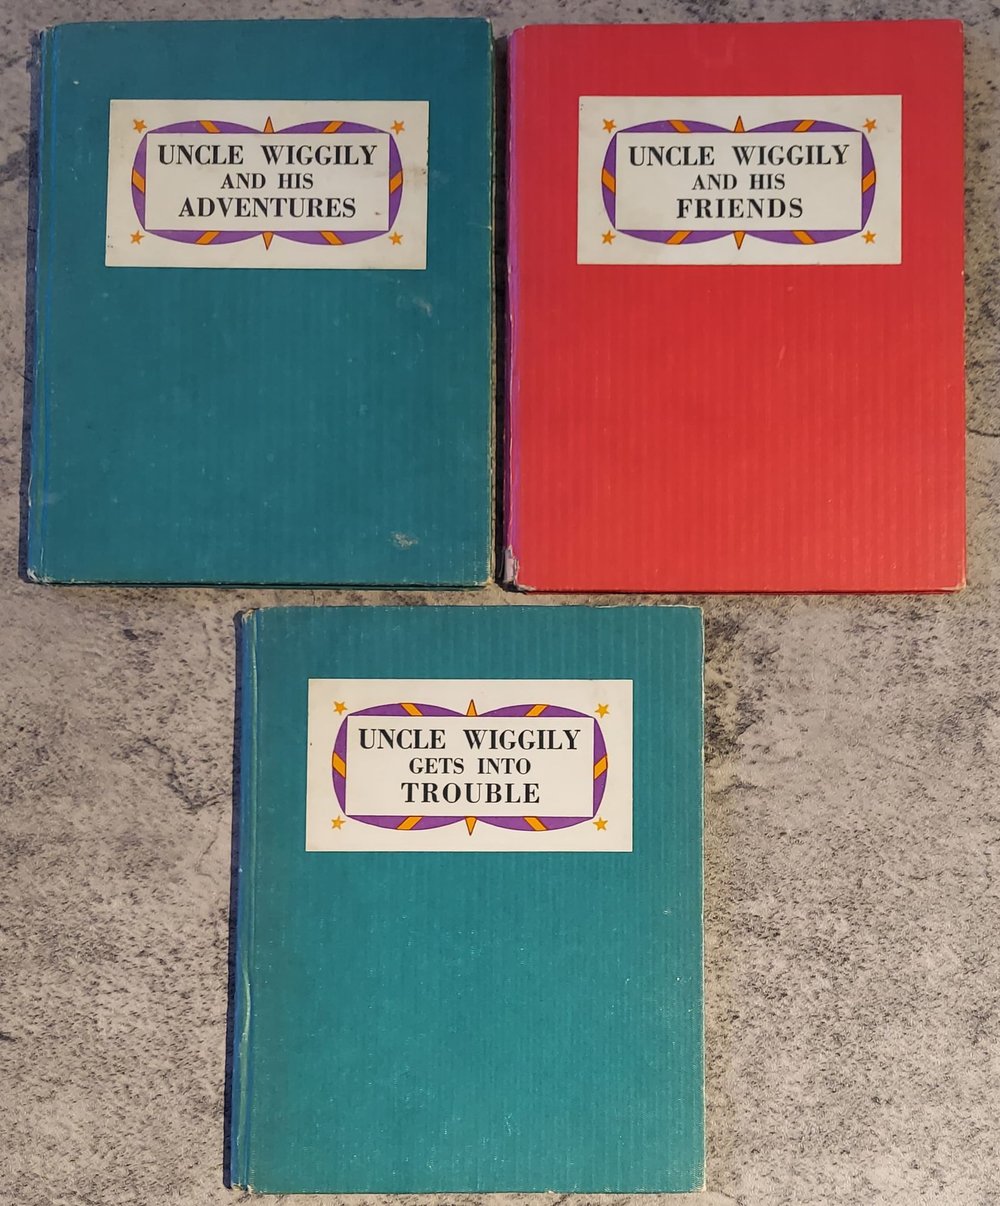 UNCLE WIGGILY
AND HIS
ADVENTURES
UNCLE WIGGILY
AND HIS
FRIENDS
UNCLE WIGGILY
GETS INTO
TROUBLE